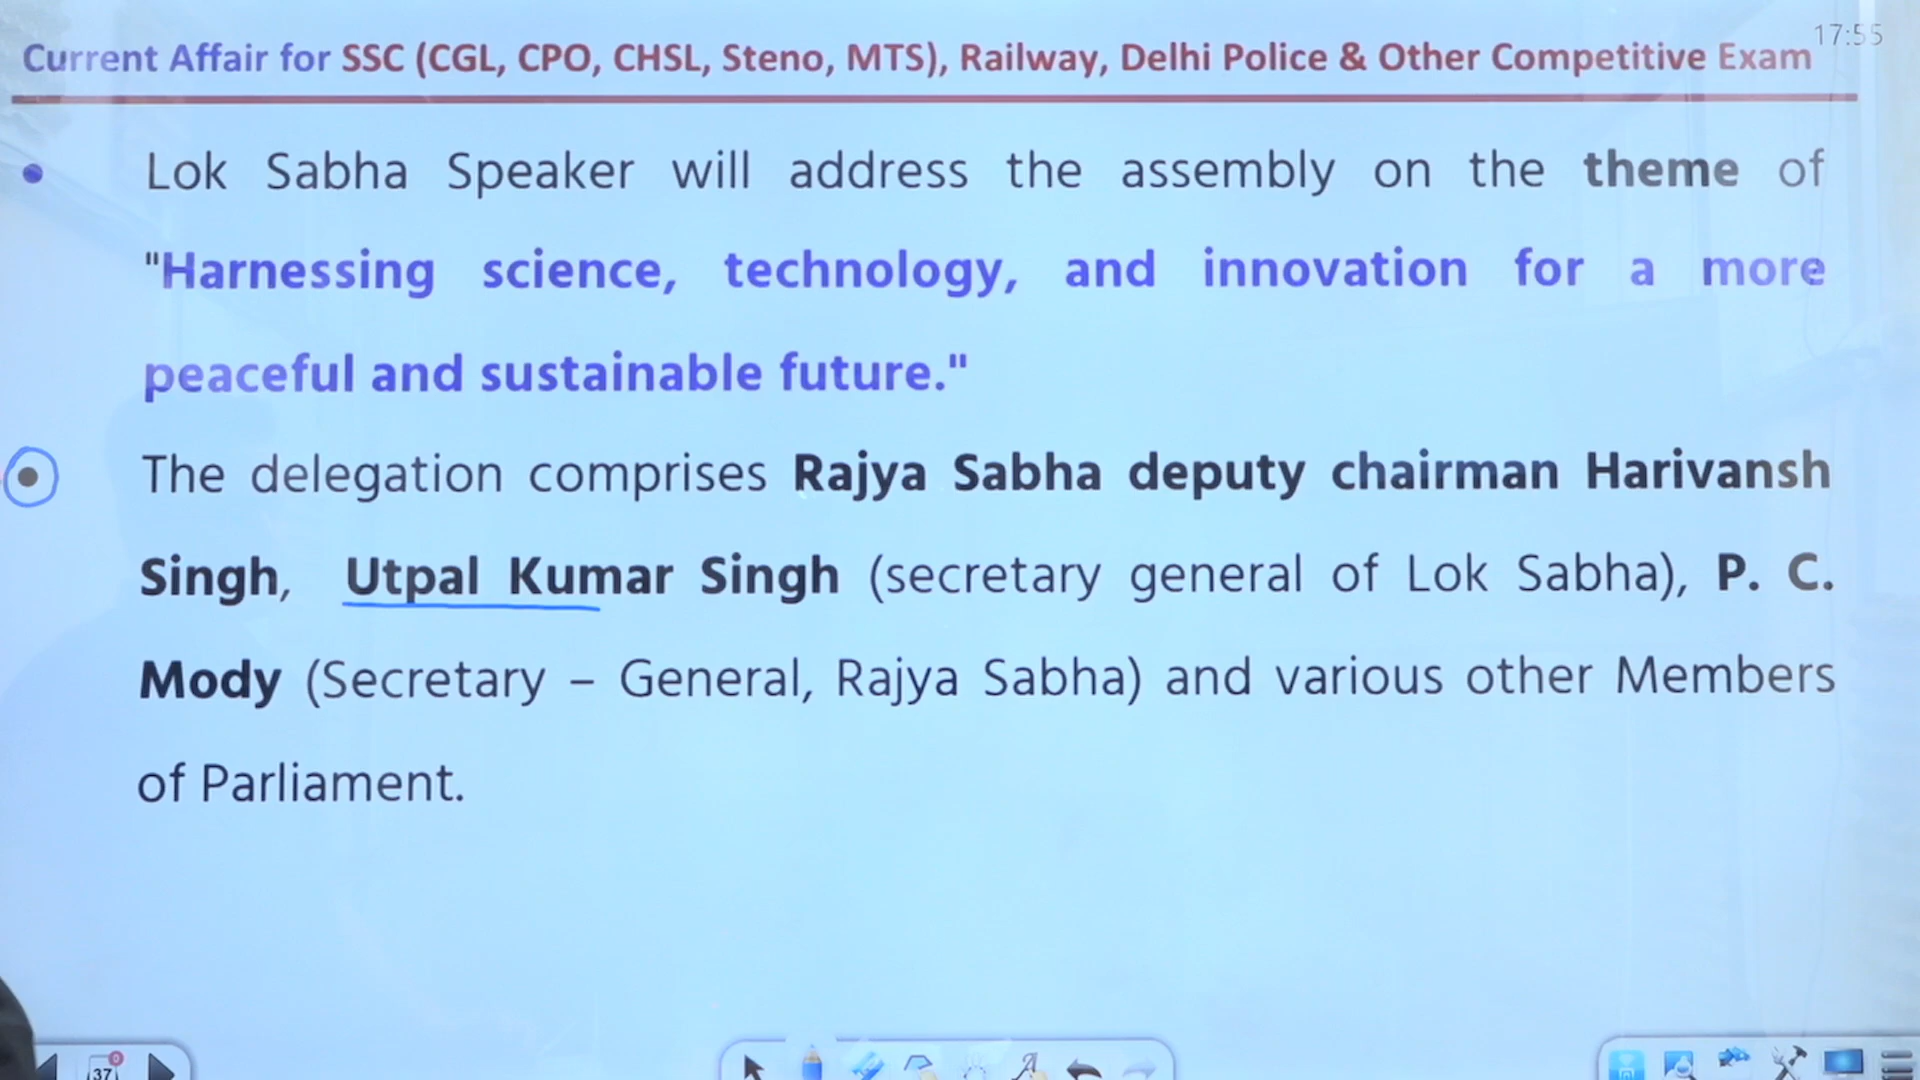 17:55
Current Affair for SSC (CGL, CPO, CHSL, Steno, MTS), Railway, Delhi Police & Other Competitive Exam
• Lok Sabha Speaker will address the assembly on the theme of
"Harnessing science, technology, and innovation for a more
peaceful and sustainable future."
• The delegation comprises Rajya Sabha deputy chairman Harivansh
Singh, Utpal Kumar Singh (secretary general of Lok Sabha), P. C.
Mody (Secretary – General, Rajya Sabha) and various other Members
of Parliament.
37
0